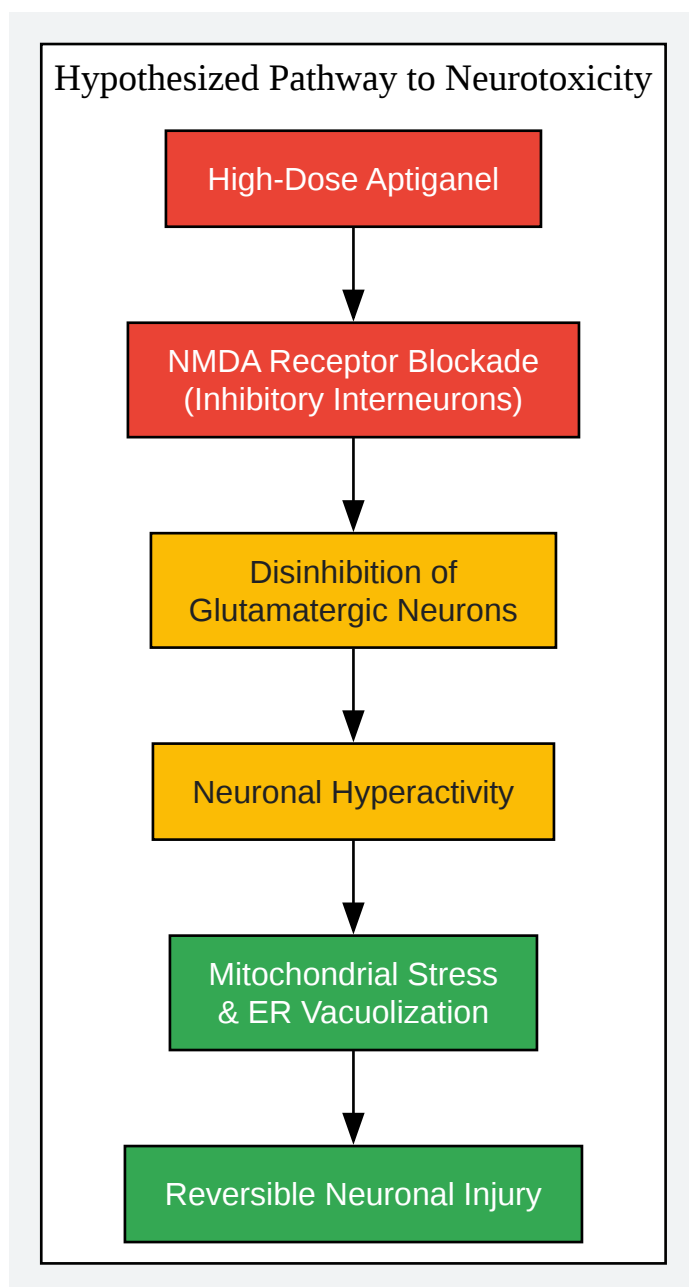 Hypothesized Pathway to Neurotoxicity
High-Dose Aptiganel
NMDA Receptor Blockade
(Inhibitory Interneurons)
Disinhibition of
Glutamatergic Neurons
Neuronal Hyperactivity
Mitochondrial Stress
& ER Vacuolization
Reversible Neuronal Injury